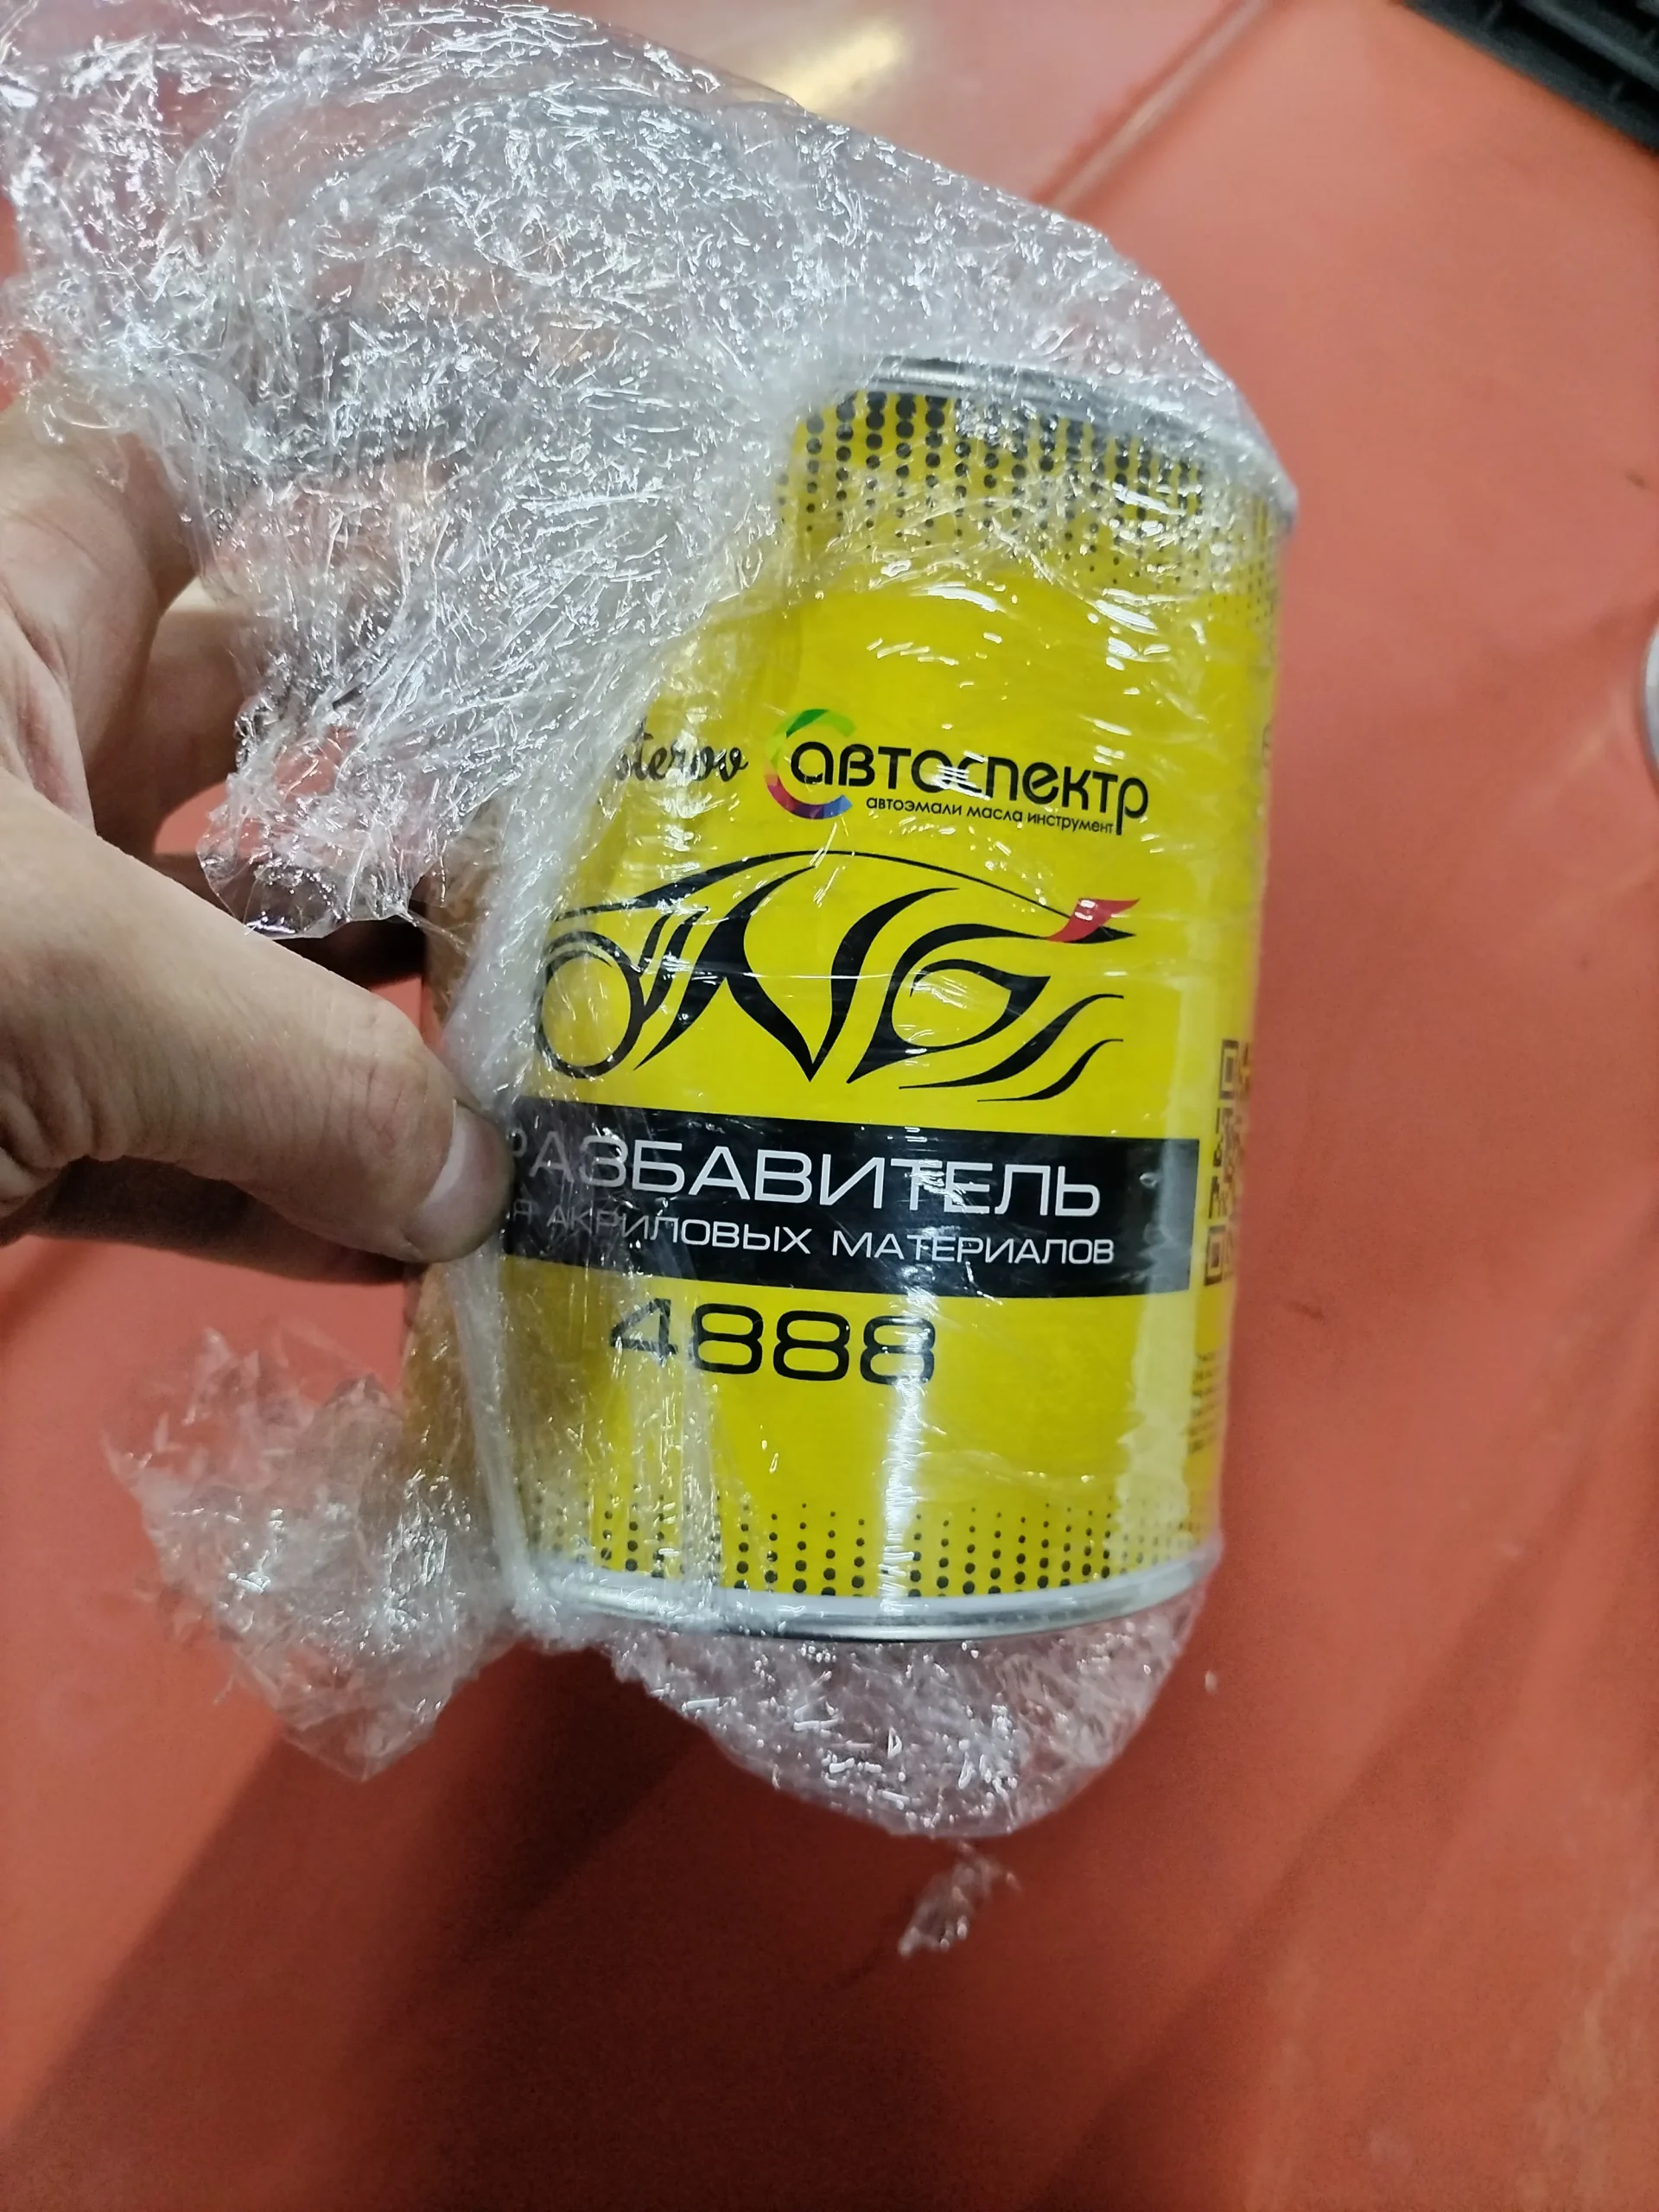 автоспектр
автоэмали масла инструмент
РАЗБАВИТЕЛЬ
АКРИЛОВЫХ МАТЕРИАЛОВ
4888